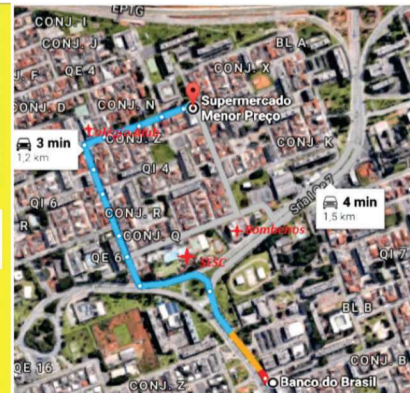 EPTG
CONJ. I
CONJ. J
BL A
J. F
QE 4
CONJ. X
CONJ. D
CONJ. N
Supermercado
Menor Preço
3 min
1,2 km
CONJ. Z
CONJ. K
QI 4
4 min
1,5 km
QI 6
CONJ. R
R
CONJ. Q
Bombeiros
QE 6
SESC
QI 7
BL B
QE 16
CONJ. Z
CONJ. B
Banco do Brasil